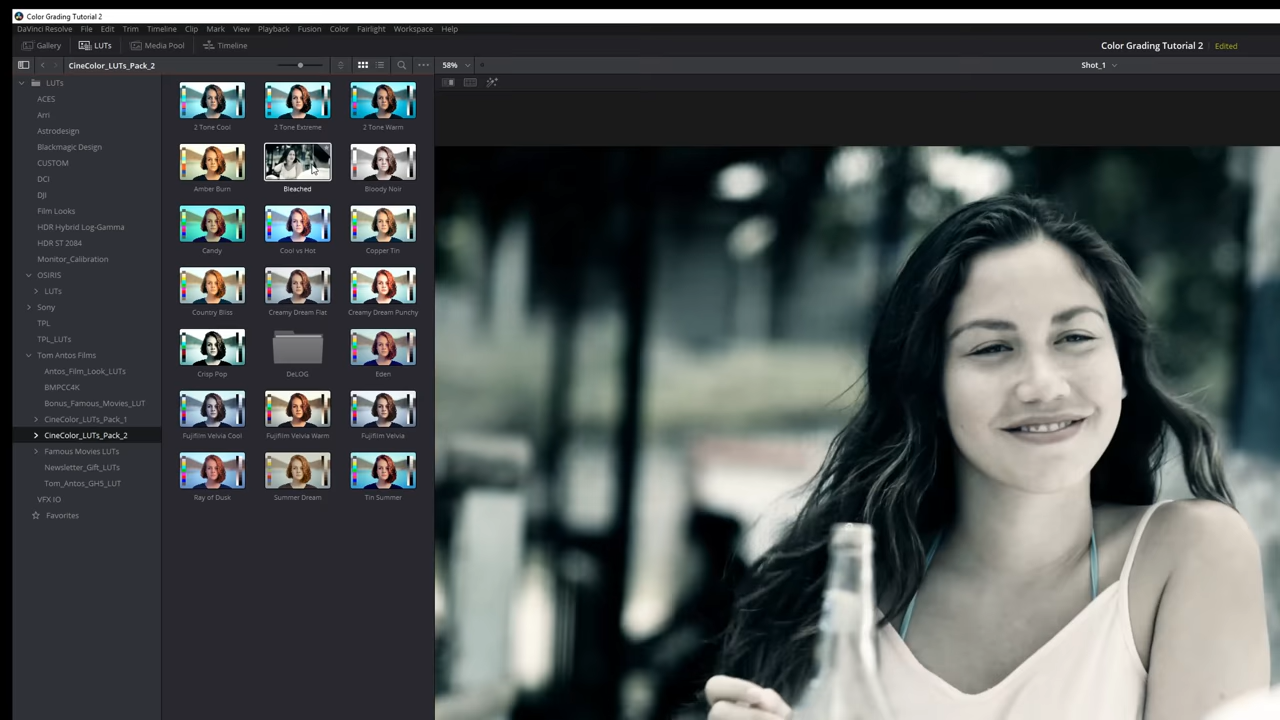 Color Grading Tutorial 2
DaVinci Resolve File Edit Trim Timeline Clip Mark View Playback Fusion Color Fairlight Workspace Help
Gallery LUTs Media Pool Timeline
Color Grading Tutorial 2 Edited
CineColor_LUTs_Pack_2
58%
Shot_1
LUTs
ACES
Arri
Astrodesign
Blackmagic Design
CUSTOM
DCI
DJI
Film Looks
HDR Hybrid Log-Gamma
HDR ST 2084
Monitor_Calibration
OSIRIS
LUTs
Sony
TPL
TPL_LUTs
Tom Antos Films
Antos_Film_Look_LUTs
BMPCC4K
Bonus_Famous_Movies_LUT
CineColor_LUTs_Pack_1
CineColor_LUTs_Pack_2
Famous Movies LUTs
Newsletter_Gift_LUTs
Tom_Antos_GH5_LUT
VFX IO
Favorites
2 Tone Cool 2 Tone Extreme 2 Tone Warm
Amber Burn Bleached Bloody Noir
Candy Cool vs Hot Copper Tin
Country Bliss Creamy Dream Flat Creamy Dream Punchy
Crisp Pop DeLOG Eden
Fujifilm Velvia Cool Fujifilm Velvia Warm Fujifilm Velvia
Ray of Dusk Summer Dream Tin Summer